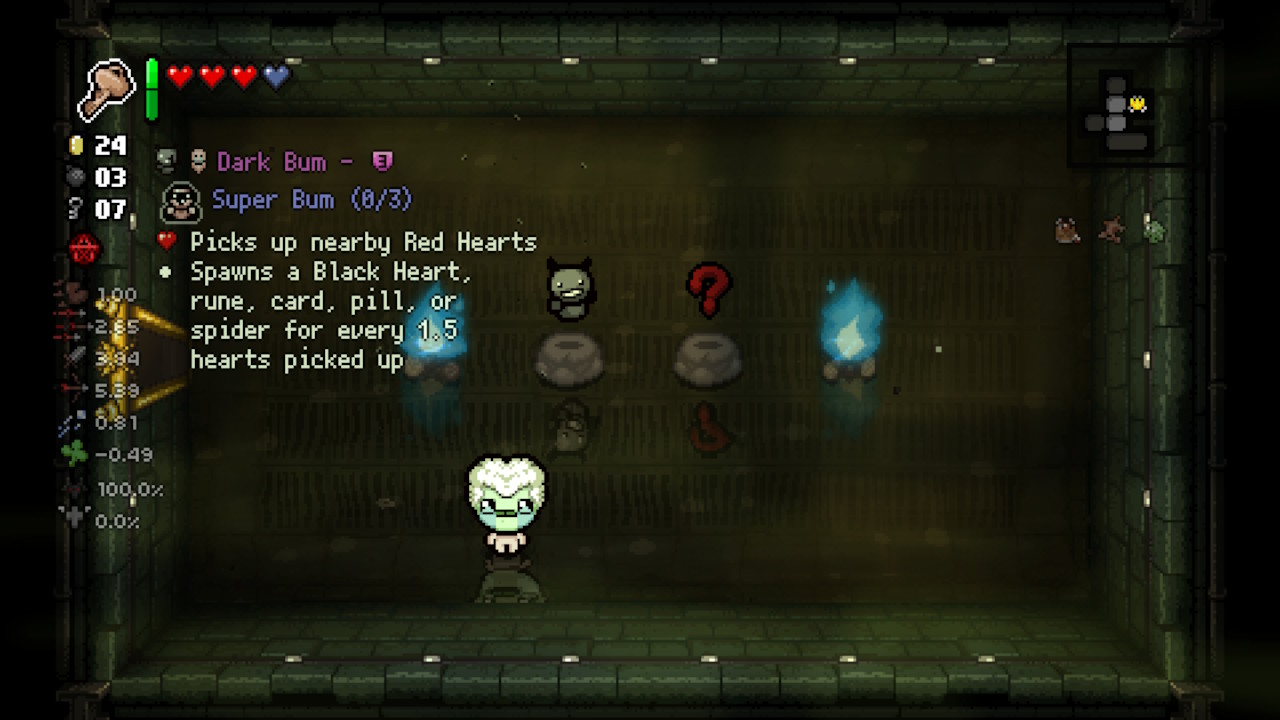 24
03
07
Dark Bum - 3
Super Bum (0/3)
Picks up nearby Red Hearts
• Spawns a Black Heart,
rune, card, pill, or
spider for every 1.5
hearts picked up
?
1.00
2.65
3.94
5.39
0.81
-0.49
100.0%
0.0%